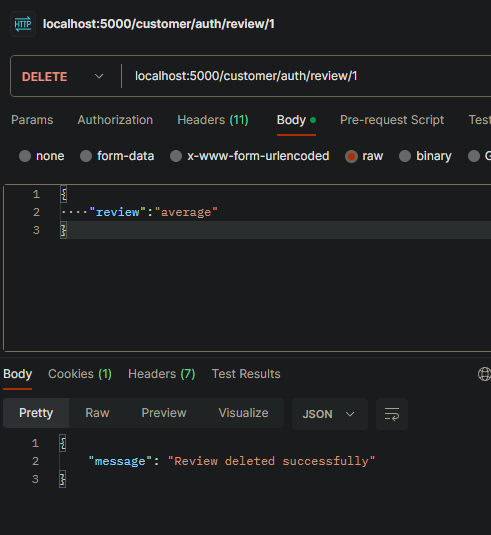 HTTP localhost:5000/customer/auth/review/1
DELETE localhost:5000/customer/auth/review/1
Params Authorization Headers (11) Body Pre-request Script Test
none form-data x-www-form-urlencoded raw binary G
1 {
2 ····"review":"average"
3 }
Body Cookies (1) Headers (7) Test Results
Pretty Raw Preview Visualize JSON
1 {
2 "message": "Review deleted successfully"
3 }